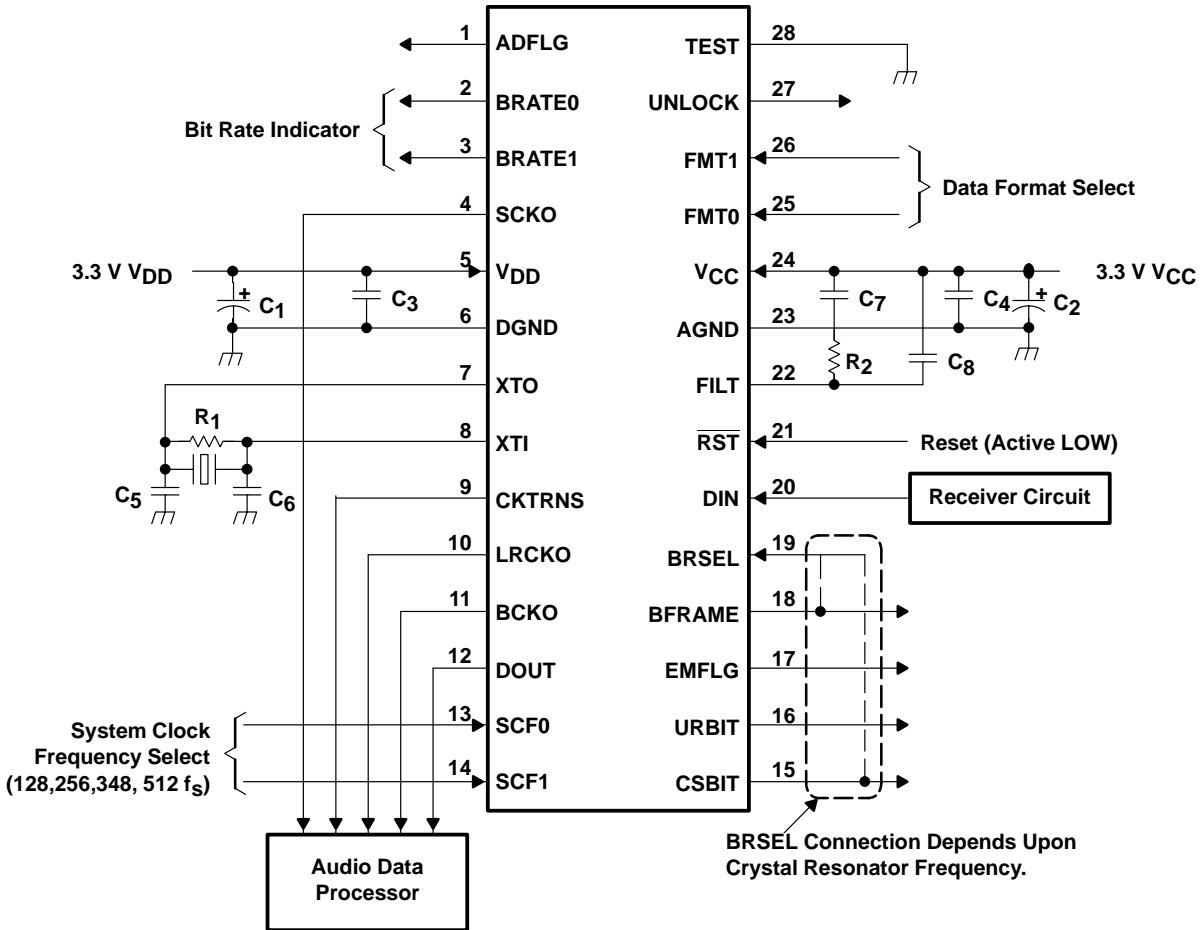 1 ADFLG
TEST 28
2 BRATE0
UNLOCK 27
Bit Rate Indicator
3 BRATE1
FMT1 26
Data Format Select
4 SCKO
FMT0 25
3.3 V VDD
5 VDD
VCC 24
3.3 V VCC
+ C1
C3
C7
C4
+ C2
6 DGND
AGND 23
R2
C8
7 XTO
FILT 22
R1
8 XTI
RST 21
Reset (Active LOW)
C5
C6
9 CKTRNS
DIN 20
Receiver Circuit
10 LRCKO
BRSEL 19
11 BCKO
BFRAME 18
12 DOUT
EMFLG 17
System Clock
Frequency Select
(128,256,348, 512 fS)
13 SCF0
URBIT 16
14 SCF1
CSBIT 15
BRSEL Connection Depends Upon
Crystal Resonator Frequency.
Audio Data
Processor